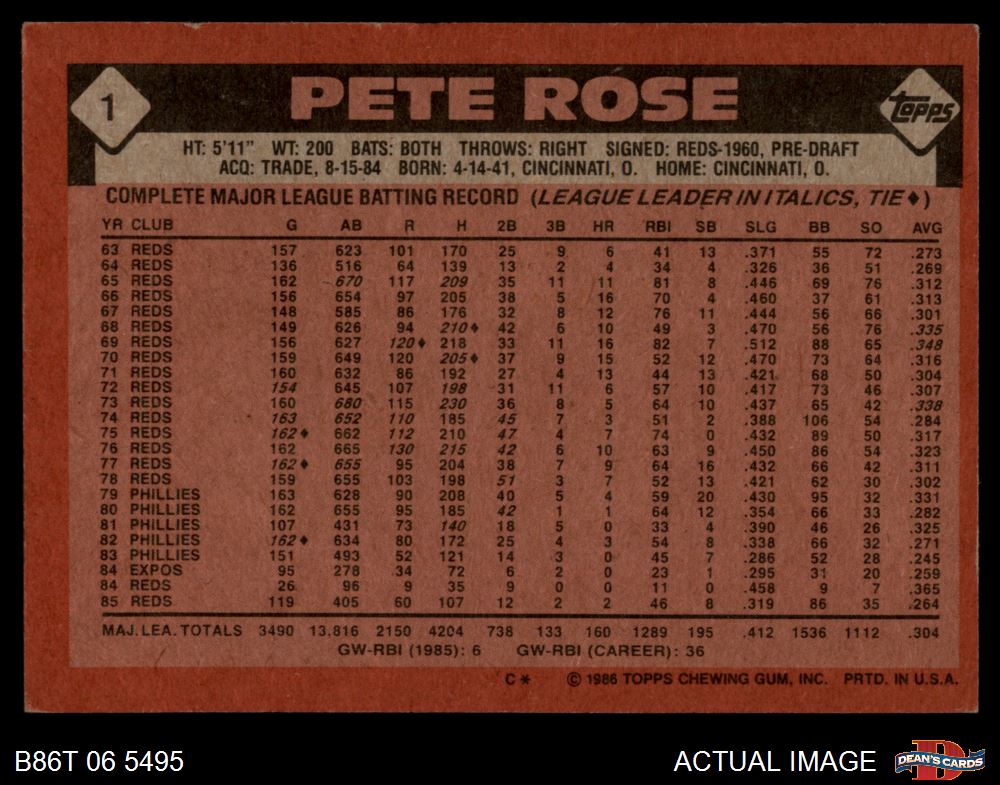 1
PETE ROSE
TOPPS
HT: 5'11" WT: 200 BATS: BOTH THROWS: RIGHT SIGNED: REDS-1960, PRE-DRAFT
ACQ: TRADE, 8-15-84 BORN: 4-14-41, CINCINNATI, O. HOME: CINCINNATI, O.
COMPLETE MAJOR LEAGUE BATTING RECORD (LEAGUE LEADER IN ITALICS, TIE♦)
YR CLUB G AB R H 2B 3B HR RBI SB SLG BB SO AVG
63 REDS 157 623 101 170 25 9 6 41 13 .371 55 72 .273
64 REDS 136 516 64 139 13 2 4 34 4 .326 36 51 .269
65 REDS 162 670 117 209 35 11 11 81 8 .446 69 76 .312
66 REDS 156 654 97 205 38 5 16 70 4 .460 37 61 .313
67 REDS 148 585 86 176 32 8 12 76 11 .444 56 66 .301
68 REDS 149 626 94 210♦ 42 6 10 49 3 .470 56 76 .335
69 REDS 156 627 120♦ 218 33 11 16 82 7 .512 88 65 .348
70 REDS 159 649 120 205♦ 37 9 15 52 12 .470 73 64 .316
71 REDS 160 632 86 192 27 4 13 44 13 .421 68 50 .304
72 REDS 154 645 107 198 31 11 6 57 10 .417 73 46 .307
73 REDS 160 680 115 230 36 8 5 64 10 .437 65 42 .338
74 REDS 163 652 110 185 45 7 3 51 2 .388 106 54 .284
75 REDS 162♦ 662 112 210 47 4 7 74 0 .432 89 50 .317
76 REDS 162 665 130 215 42 6 10 63 9 .450 86 54 .323
77 REDS 162♦ 655 95 204 38 7 9 64 16 .432 66 42 .311
78 REDS 159 655 103 198 51 3 7 52 13 .421 62 30 .302
79 PHILLIES 163 628 90 208 40 5 4 59 20 .430 95 32 .331
80 PHILLIES 162 655 95 185 42 1 1 64 12 .354 66 33 .282
81 PHILLIES 107 431 73 140 18 5 0 33 4 .390 46 26 .325
82 PHILLIES 162♦ 634 80 172 25 4 3 54 8 .338 66 32 .271
83 PHILLIES 151 493 52 121 14 3 0 45 7 .286 52 28 .245
84 EXPOS 95 278 34 72 6 2 0 23 1 .295 31 20 .259
84 REDS 26 96 9 35 9 0 0 11 0 .458 9 7 .365
85 REDS 119 405 60 107 12 2 2 46 8 .319 86 35 .264
MAJ. LEA. TOTALS 3490 13.816 2150 4204 738 133 160 1289 195 .412 1536 1112 .304
GW-RBI (1985): 6 GW-RBI (CAREER): 36
C* © 1986 TOPPS CHEWING GUM, INC. PRTD. IN U.S.A.
B86T 06 5495 ACTUAL IMAGE
D
DEAN'S CARDS